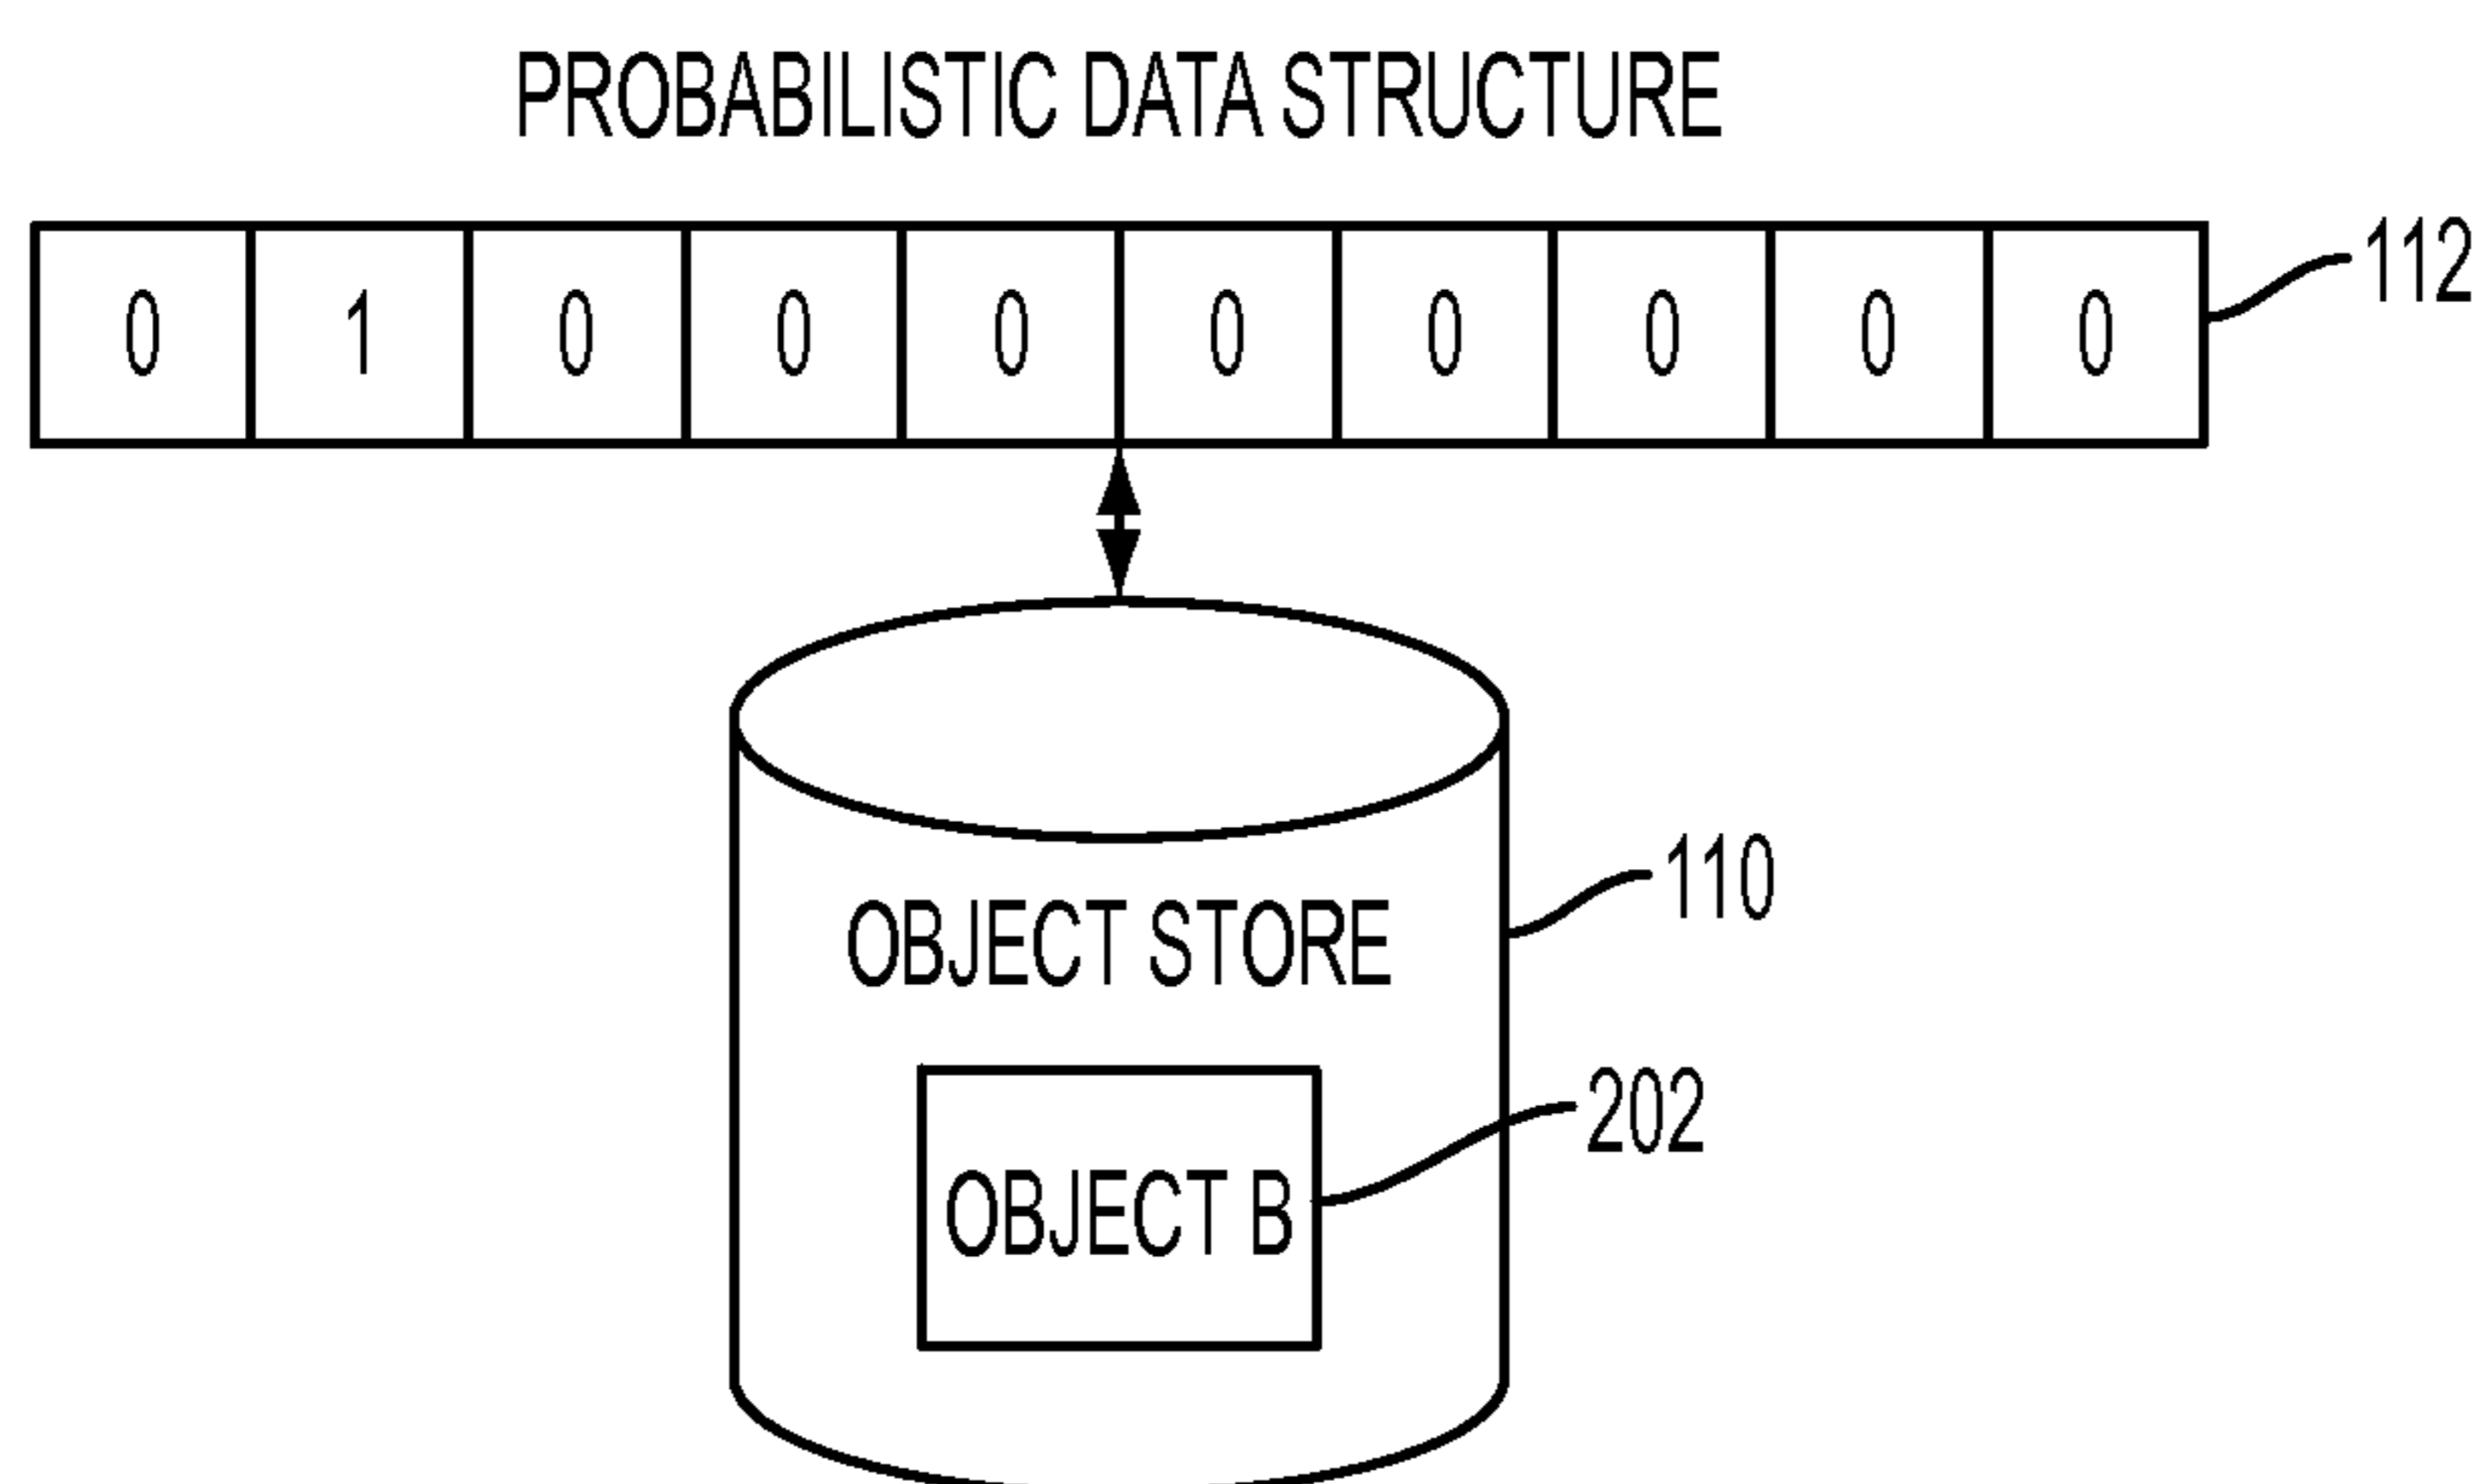 PROBABILISTIC DATA STRUCTURE
0 1 0 0 0 0 0 0 0 0
112
110
OBJECT STORE
202
OBJECT B